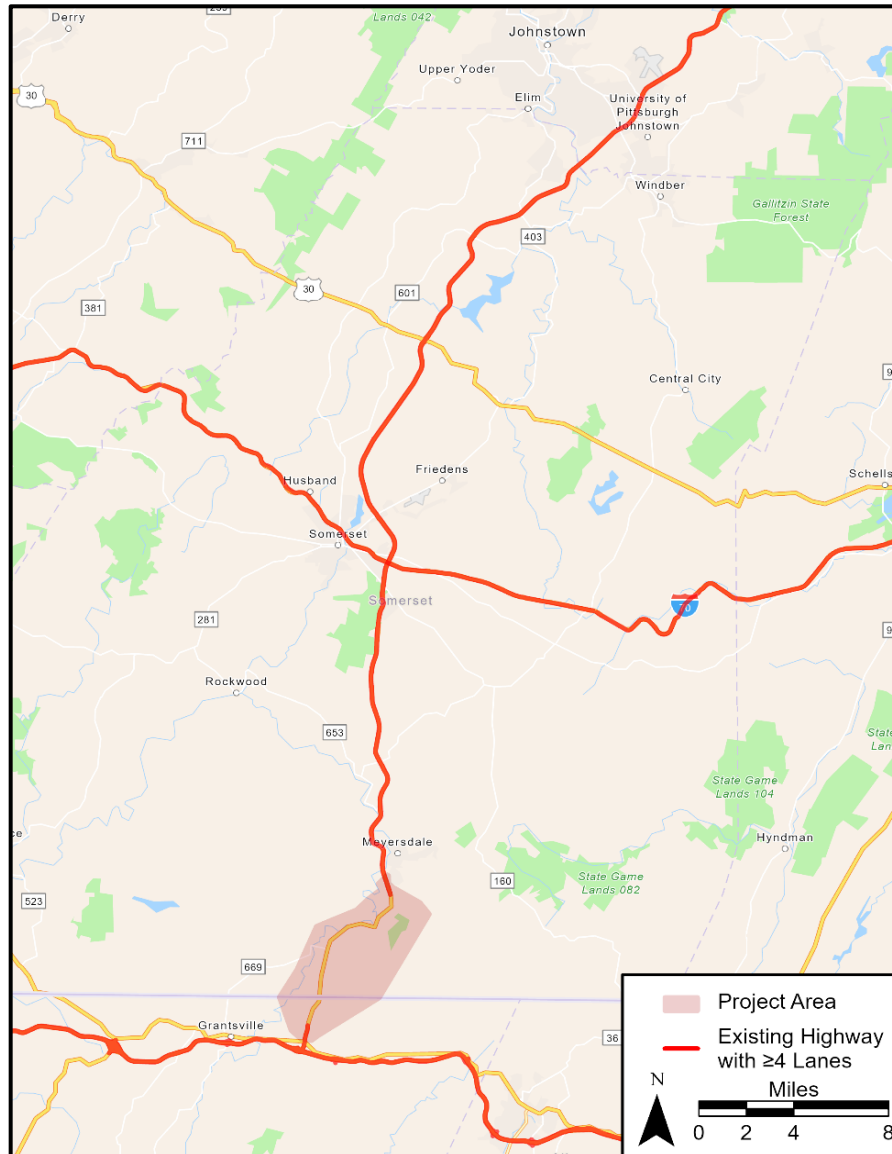 Derry
Lands 042
Johnstown
Upper Yoder
30
Elim
University of
Pittsburgh
Johnstown
711
Windber
Gallitzin State
Forest
403
30
601
381
Central City
Friedens
Schells
Husband
Somerset
Somerset
281
Rockwood
653
State Game
Lands 104
Hyndman
Meyersdale
160
State Game
Lands 082
523
669
Grantsville
36
Project Area
Existing Highway
with ≥4 Lanes
Miles
N
0 2 4 8